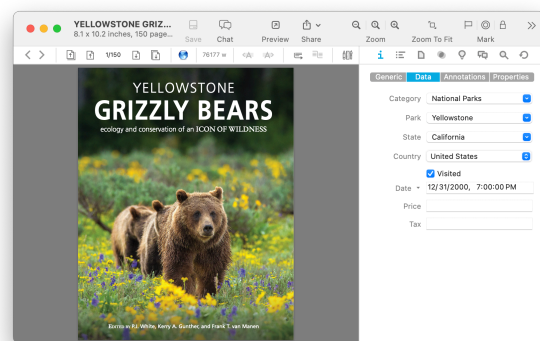 YELLOWSTONE GRIZ...
8.1 x 10.2 inches, 150 page...
Save Chat Preview Share Zoom Zoom To Fit Mark
1/150 76177 w
Generic Data Annotations Properties
Category National Parks
Park Yellowstone
State California
Country United States
Visited
Date 12/31/2000, 7:00:00 PM
Price
Tax
YELLOWSTONE
GRIZZLY BEARS
ecology and conservation of an ICON OF WILDNESS
EDITED BY P.J. White, Kerry A. Gunther, and Frank T. van Manen